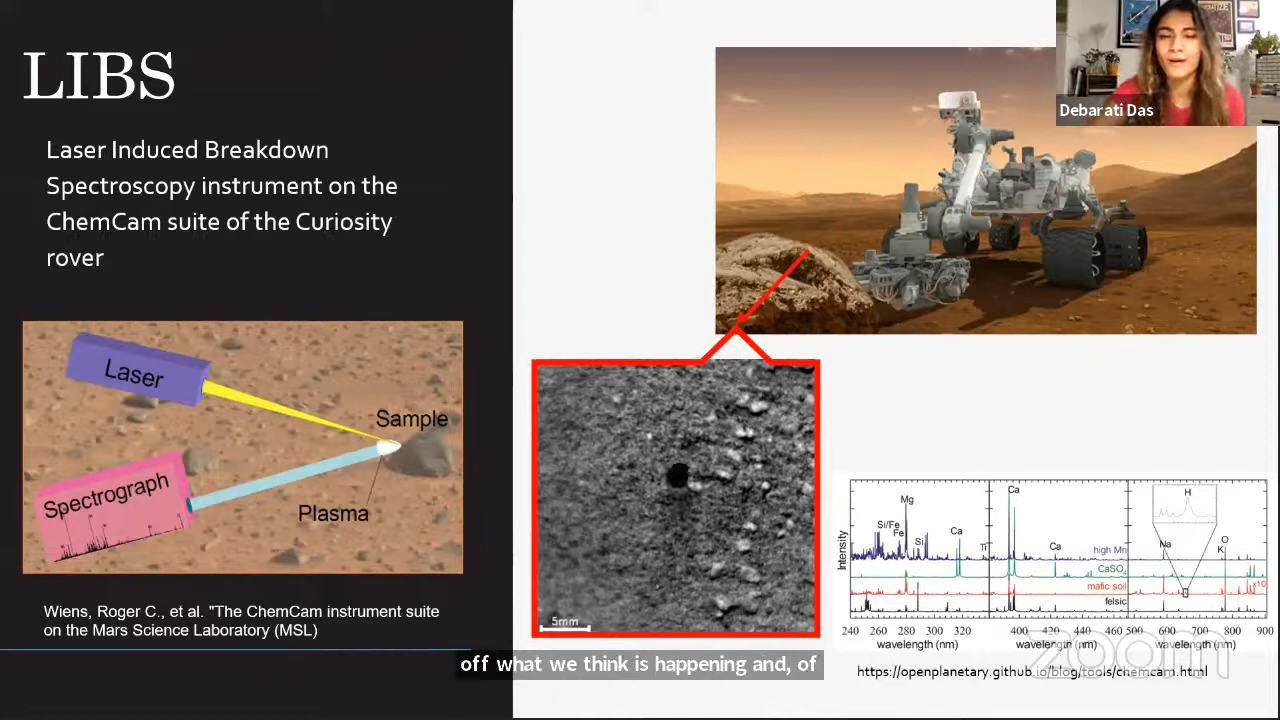 LIBS
Laser Induced Breakdown
Spectroscopy instrument on the
ChemCam suite of the Curiosity
rover
Laser
Sample
Spectrograph
Plasma
Wiens, Roger C., et al. "The ChemCam instrument suite
on the Mars Science Laboratory (MSL)
Debarati Das
5mm
Intensity
Si/Fe
Fe
Mg
Si
Ca
Ti
Ca
Ca
H
Na
O
K
high Mn
CaSO4
mafic soil
x10
felsic
240 260 280 300 320 400 420 440 460 500 600 700 800 900
wavelength (nm) wavelength (nm) wavelength (nm)
zoom
https://openplanetary.github.io/blog/tools/chemcam.html
off what we think is happening and, of